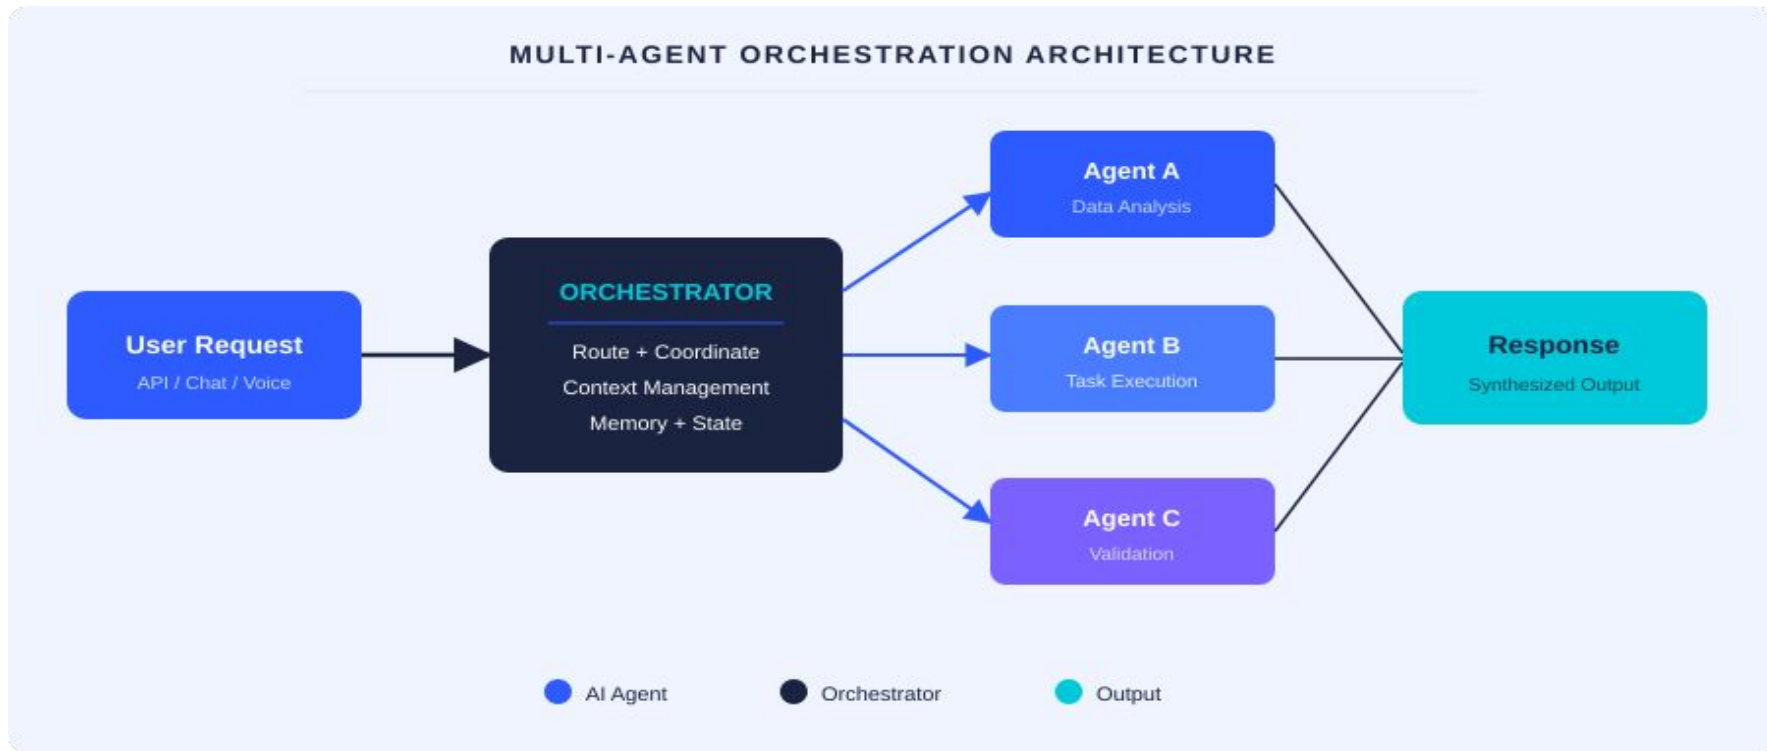 MULTI-AGENT ORCHESTRATION ARCHITECTURE
User Request
API / Chat / Voice
ORCHESTRATOR
Route + Coordinate
Context Management
Memory + State
Agent A
Data Analysis
Agent B
Task Execution
Agent C
Validation
Response
Synthesized Output
AI Agent
Orchestrator
Output